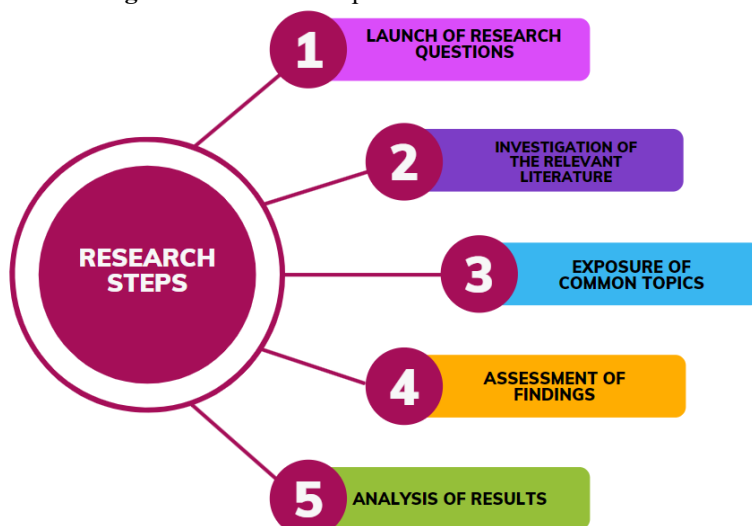 1
LAUNCH OF RESEARCH
QUESTIONS
2
INVESTIGATION OF
THE RELEVANT
LITERATURE
RESEARCH
STEPS
3
EXPOSURE OF
COMMON TOPICS
4
ASSESSMENT OF
FINDINGS
5
ANALYSIS OF RESULTS